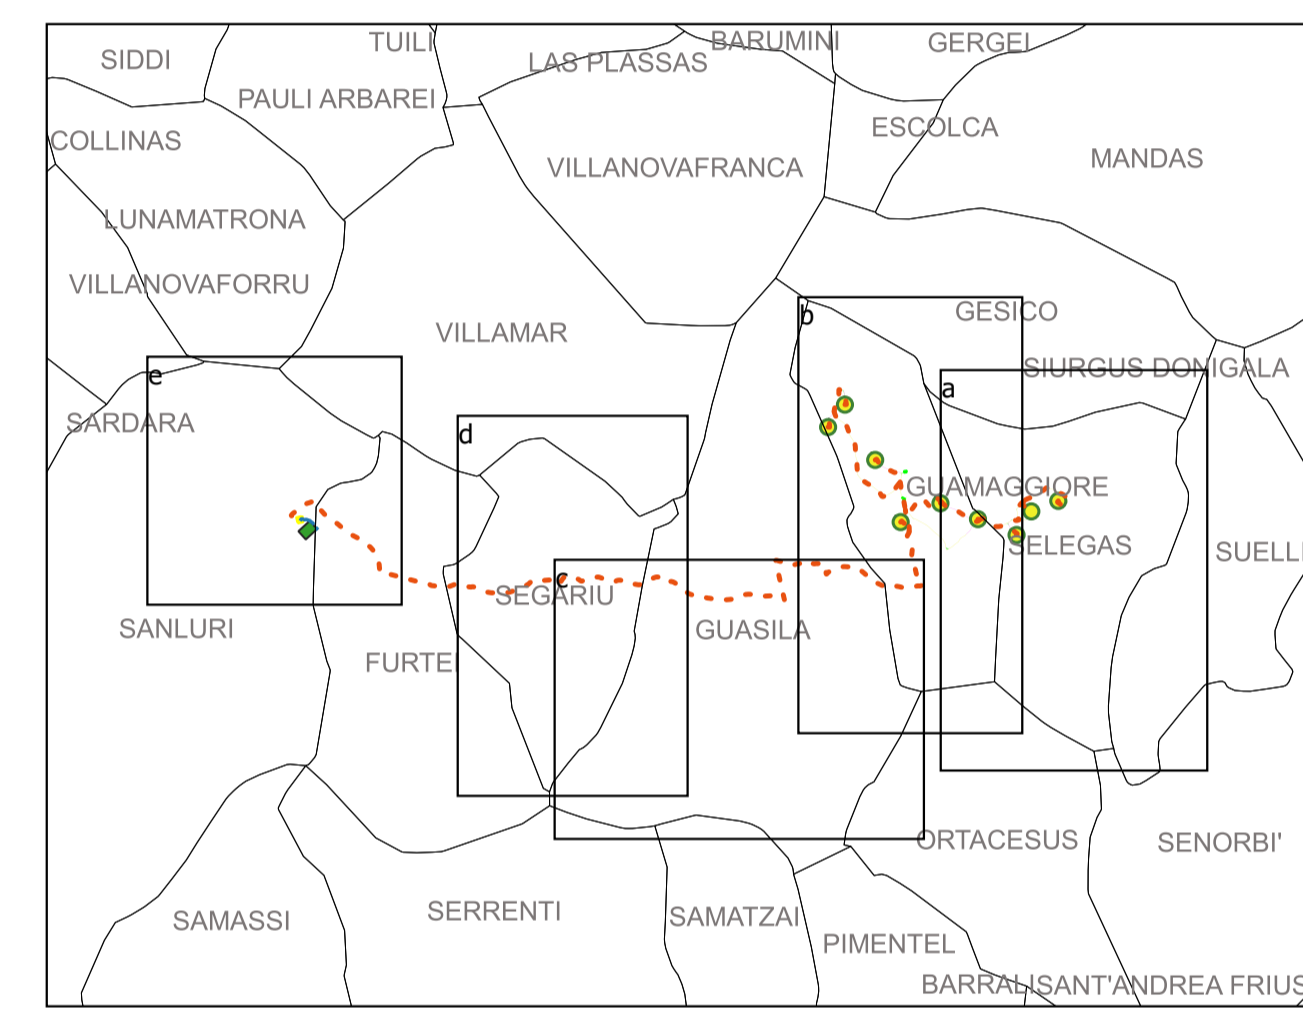 TUILI
BARUMINI
GERGEI
SIDDI
LAS PLASSAS
PAULI ARBAREI
ESCOLCA
COLLINAS
MANDAS
VILLANOVAFRANCA
LUNAMATRONA
VILLANOVAFORRU
GESICO
b
VILLAMAR
SIURGUS DONIGALA
e
a
SARDARA
d
GUAMAGGIORE
SELEGAS
SUELL
c
SEGARIU
SANLURI
GUASILA
FURTEI
ORTACESUS
SENORBI'
SERRENTI
SAMATZAI
SAMASSI
PIMENTEL
BARRALI
SANT'ANDREA FRIUS